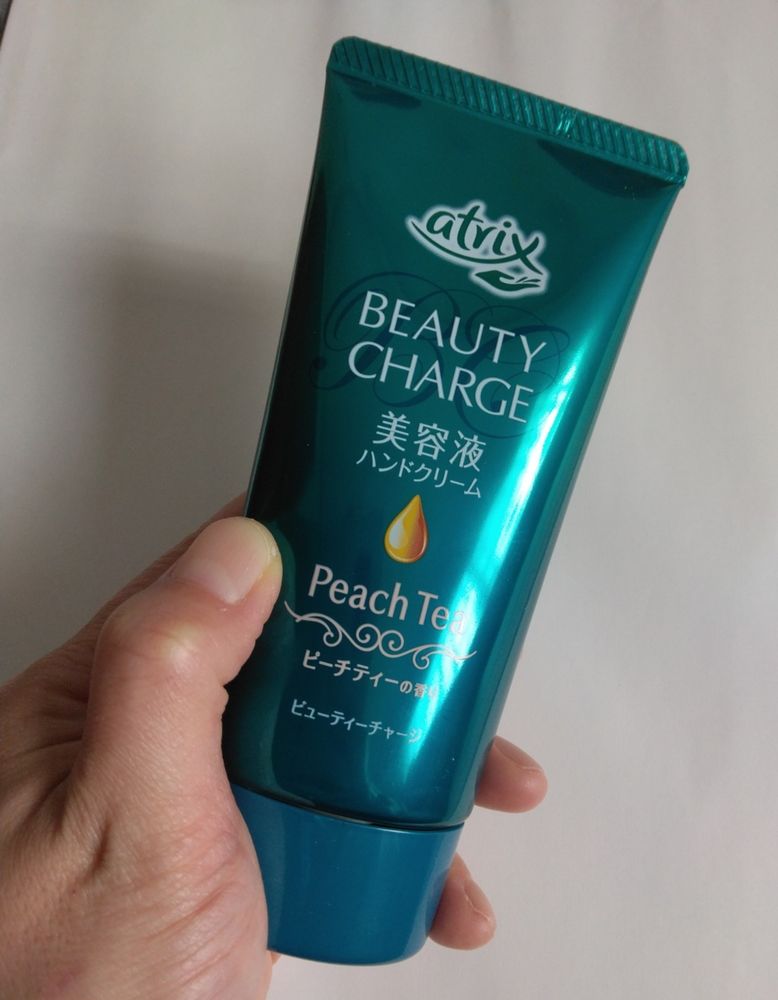 atrix
BEAUTY
CHARGE
美容液
ハンドクリーム
Peach Tea
ピーチティーの香り
ビューティーチャージ